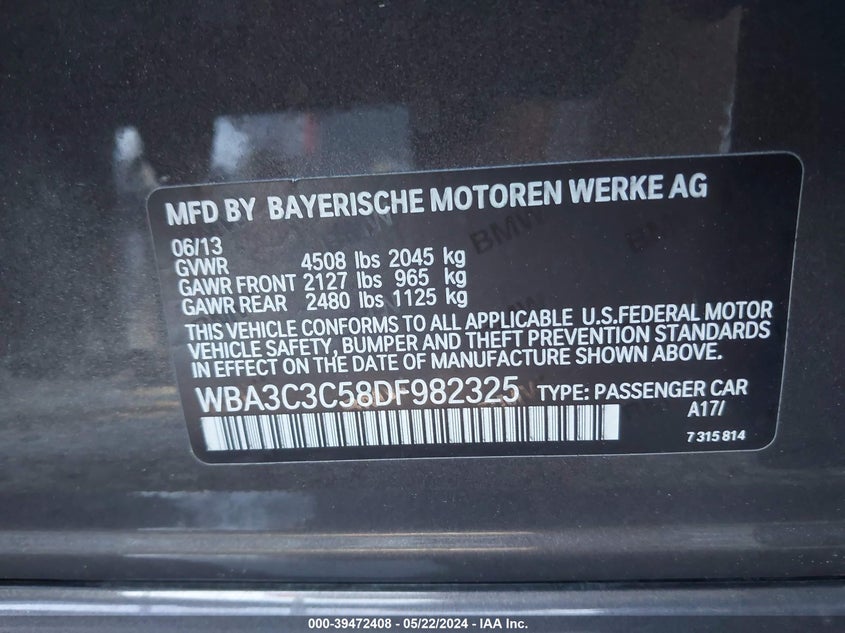 MFD BY BAYERISCHE MOTOREN WERKE AG
06/13
GVWR 4508 lbs 2045 kg
GAWR FRONT 2127 lbs 965 kg
GAWR REAR 2480 lbs 1125 kg
THIS VEHICLE CONFORMS TO ALL APPLICABLE U.S.FEDERAL MOTOR
VEHICLE SAFETY, BUMPER AND THEFT PREVENTION STANDARDS
IN EFFECT ON THE DATE OF MANUFACTURE SHOWN ABOVE.
WBA3C3C58DF982325 TYPE: PASSENGER CAR
A17/
7 315 814
000-39472408 - 05/22/2024 - IAA Inc.